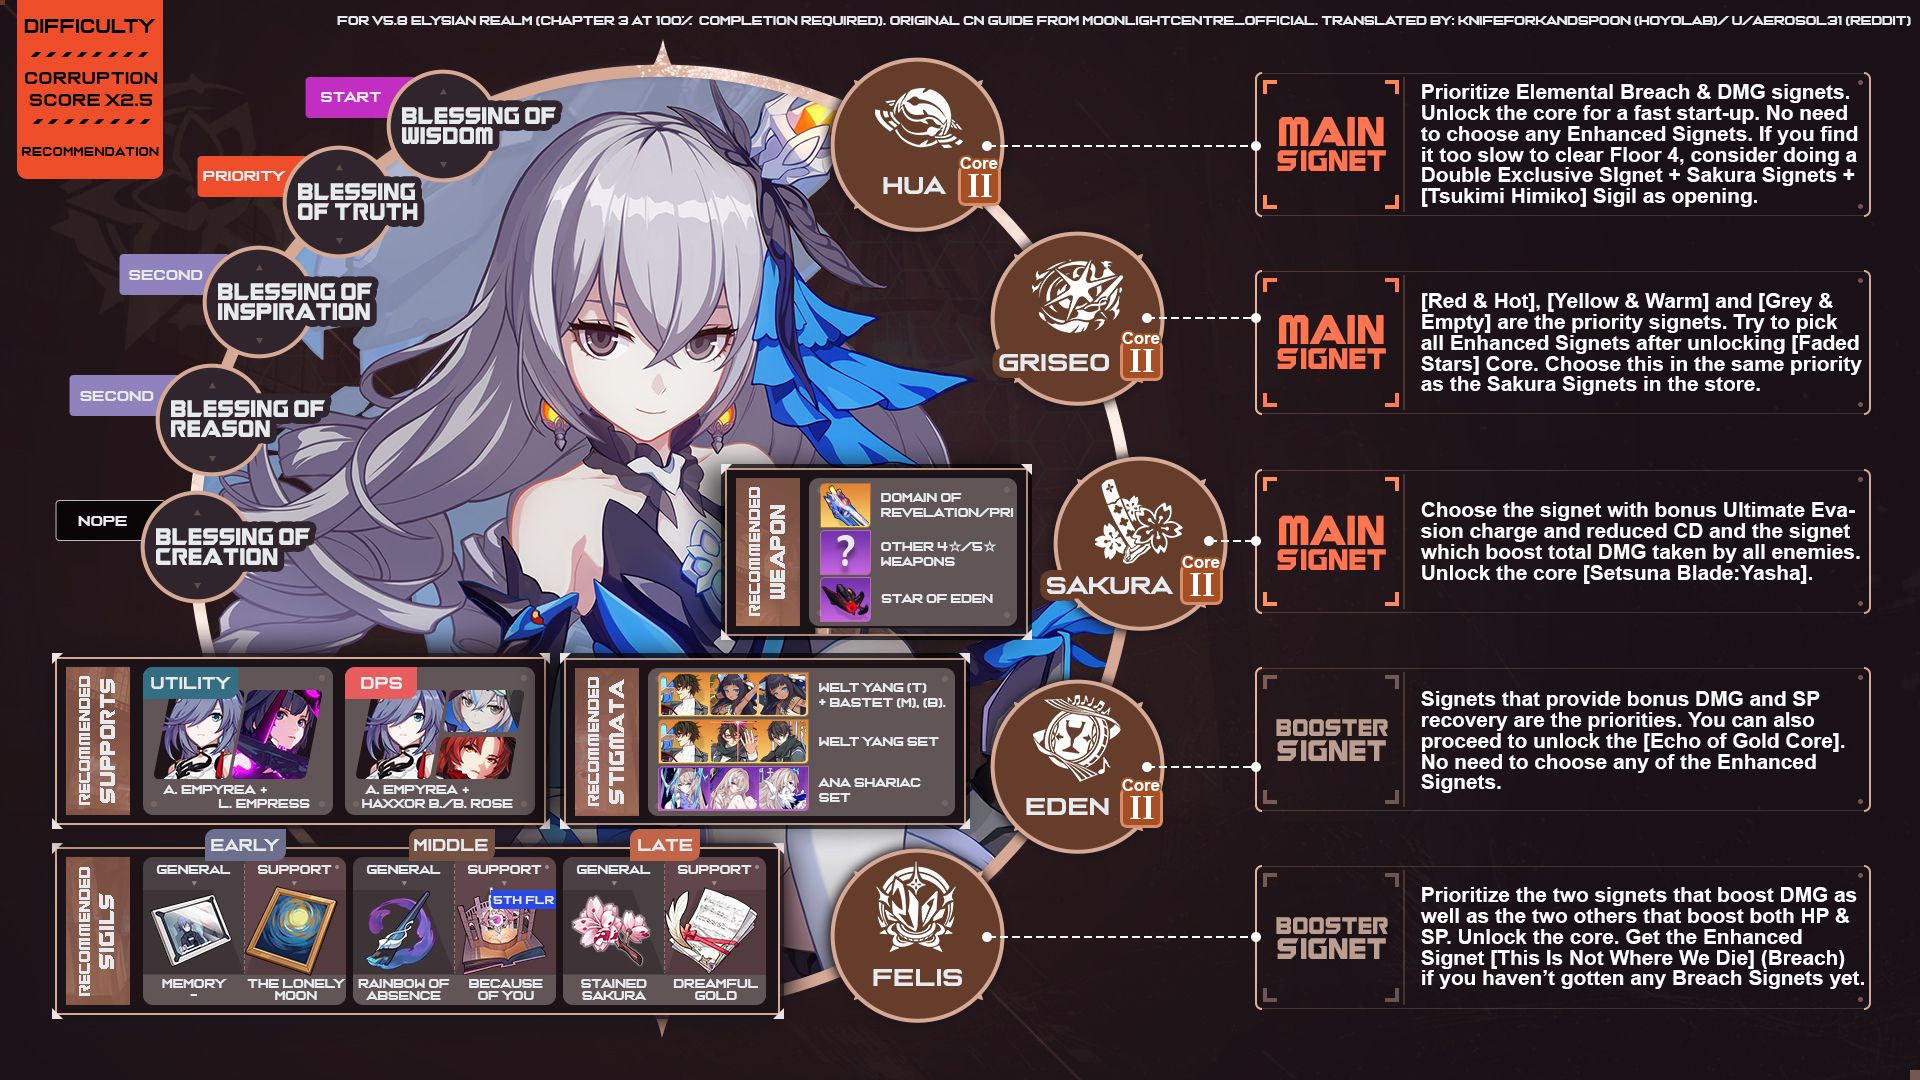 DIFFICULTY
CORRUPTION
SCORE X2.5
RECOMMENDATION
FOR V5.8 ELYSIAN REALM (CHAPTER 3 AT 100% COMPLETION REQUIRED). ORIGINAL CN GUIDE FROM MOONLIGHTCENTRE_OFFICIAL. TRANSLATED BY: KNIFEFORKANDSPOON (HOYOLAB)/ U/AEROSOL31 (REDDIT)
START
BLESSING OF
WISDOM
PRIORITY
BLESSING
OF TRUTH
SECOND
BLESSING OF
INSPIRATION
SECOND
BLESSING OF
REASON
NOPE
BLESSING OF
CREATION
HUA
Core
II
MAIN
SIGNET
Prioritize Elemental Breach & DMG signets.
Unlock the core for a fast start-up. No need
to choose any Enhanced Signets. If you find
it too slow to clear Floor 4, consider doing a
Double Exclusive SIgnet + Sakura Signets +
[Tsukimi Himiko] Sigil as opening.
GRISEO
Core
II
MAIN
SIGNET
[Red & Hot], [Yellow & Warm] and [Grey &
Empty] are the priority signets. Try to pick
all Enhanced Signets after unlocking [Faded
Stars] Core. Choose this in the same priority
as the Sakura Signets in the store.
SAKURA
Core
II
MAIN
SIGNET
Choose the signet with bonus Ultimate Eva-
sion charge and reduced CD and the signet
which boost total DMG taken by all enemies.
Unlock the core [Setsuna Blade:Yasha].
EDEN
Core
II
BOOSTER
SIGNET
Signets that provide bonus DMG and SP
recovery are the priorities. You can also
proceed to unlock the [Echo of Gold Core].
No need to choose any of the Enhanced
Signets.
FELIS
BOOSTER
SIGNET
Prioritize the two signets that boost DMG as
well as the two others that boost both HP &
SP. Unlock the core. Get the Enhanced
Signet [This Is Not Where We Die] (Breach)
if you haven't gotten any Breach Signets yet.
RECOMMENDED
WEAPON
DOMAIN OF
REVELATION/PRI
?
OTHER 4☆/5☆
WEAPONS
STAR OF EDEN
RECOMMENDED
SUPPORTS
UTILITY
A. EMPYREA +
L. EMPRESS
DPS
A. EMPYREA +
HAXXOR B./B. ROSE
RECOMMENDED
STIGMATA
WELT YANG (T)
+ BASTET (M), (B).
WELT YANG SET
ANA SHARIAC
SET
RECOMMENDED
SIGILS
EARLY
GENERAL
MEMORY
-
SUPPORT
THE LONELY
MOON
MIDDLE
GENERAL
RAINBOW OF
ABSENCE
SUPPORT
5TH FLR
BECAUSE
OF YOU
LATE
GENERAL
STAINED
SAKURA
SUPPORT
DREAMFUL
GOLD